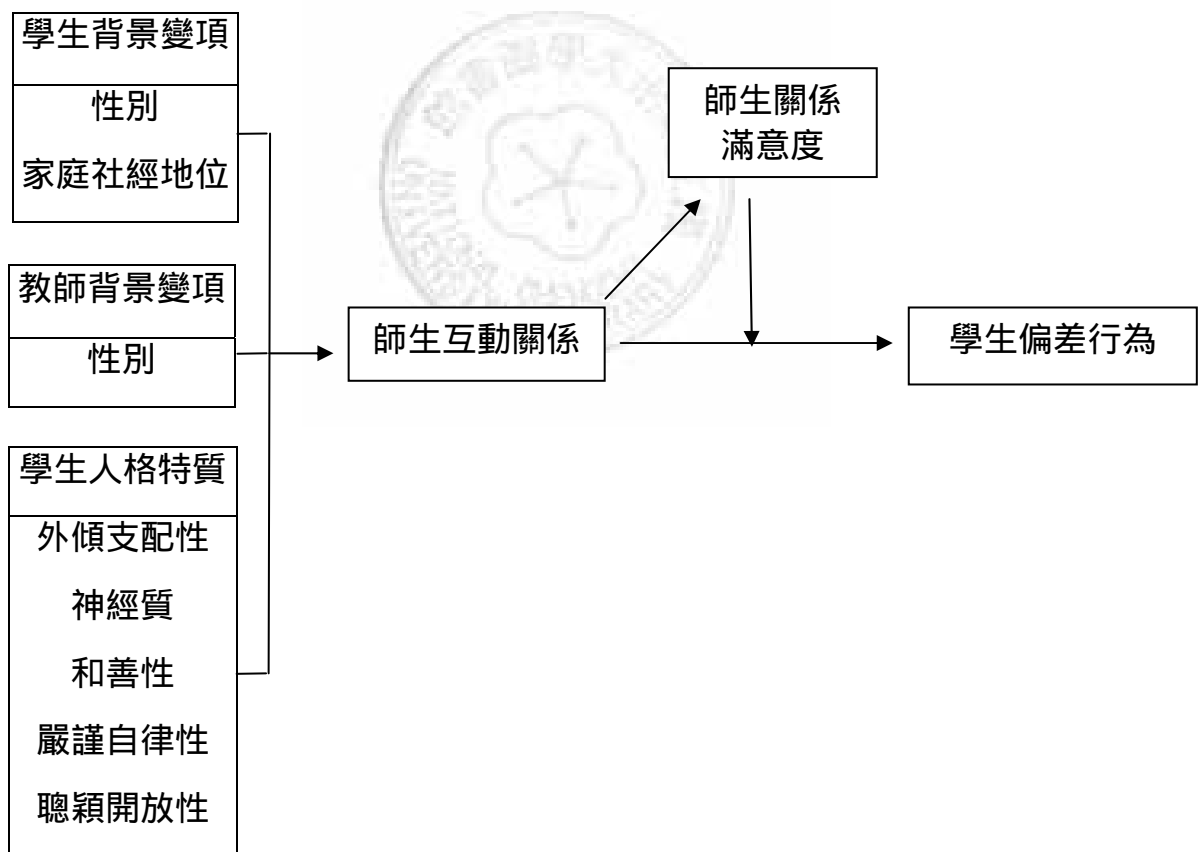 學生背景變項
性別
家庭社經地位
師生關係
滿意度
教師背景變項
性別
師生互動關係
學生偏差行為
學生人格特質
外傾支配性
神經質
和善性
嚴謹自律性
聰穎開放性